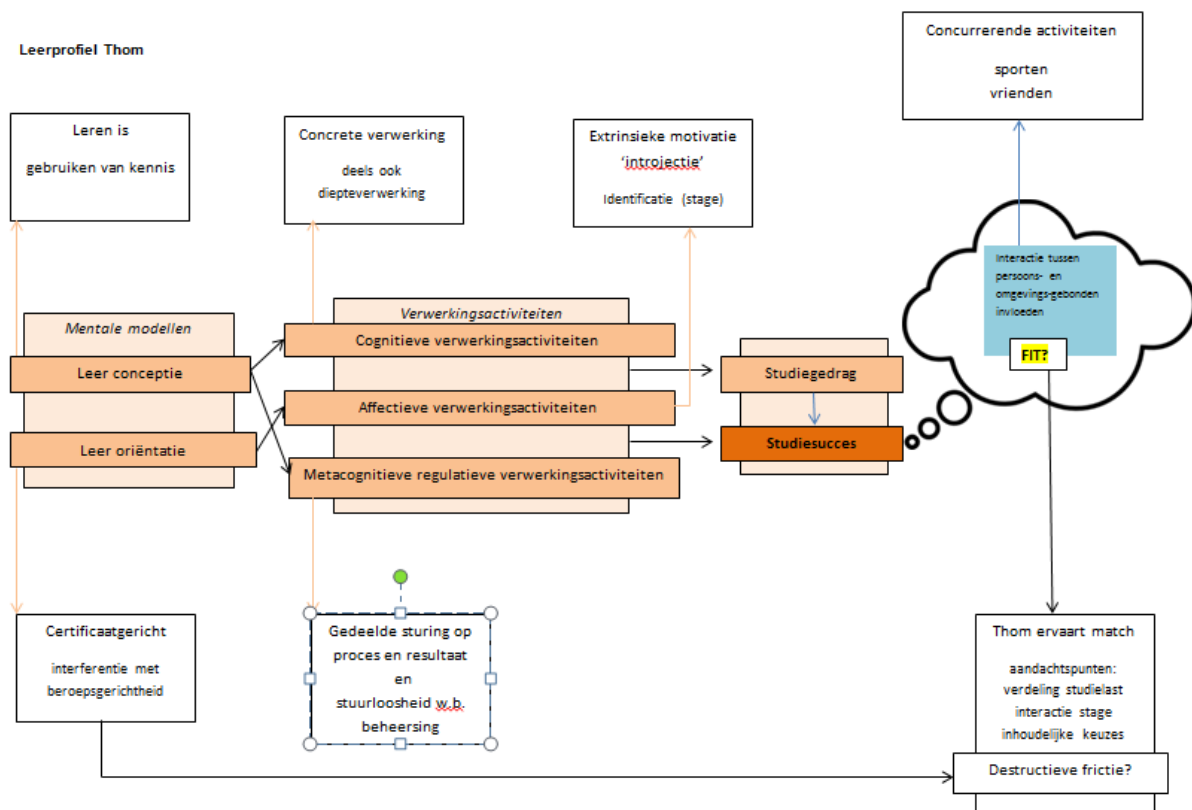 Leerprofiel Thom
Concurrerende activiteiten
sporten
vrienden
Leren is
gebruiken van kennis
Concrete verwerking
deels ook
diepteverwerking
Extrinsieke motivatie
‘introjectie’
Identificatie (stage)
Interactie tussen
persoons- en
omgevings-gebonden
invloeden
FIT?
Mentale modellen
Leer conceptie
Leer oriëntatie
Verwerkingsactiviteiten
Cognitieve verwerkingsactiviteiten
Affectieve verwerkingsactiviteiten
Metacognitieve regulatieve verwerkingsactiviteiten
Studiegedrag
Studiesucces
Certificaatgericht
interferentie met
beroepsgerichtheid
Gedeelde sturing op
proces en resultaat
en
stuurloosheid w.b.
beheersing
Thom ervaart match
aandachtspunten:
verdeling studielast
interactie stage
inhoudelijke keuzes
Destructieve frictie?